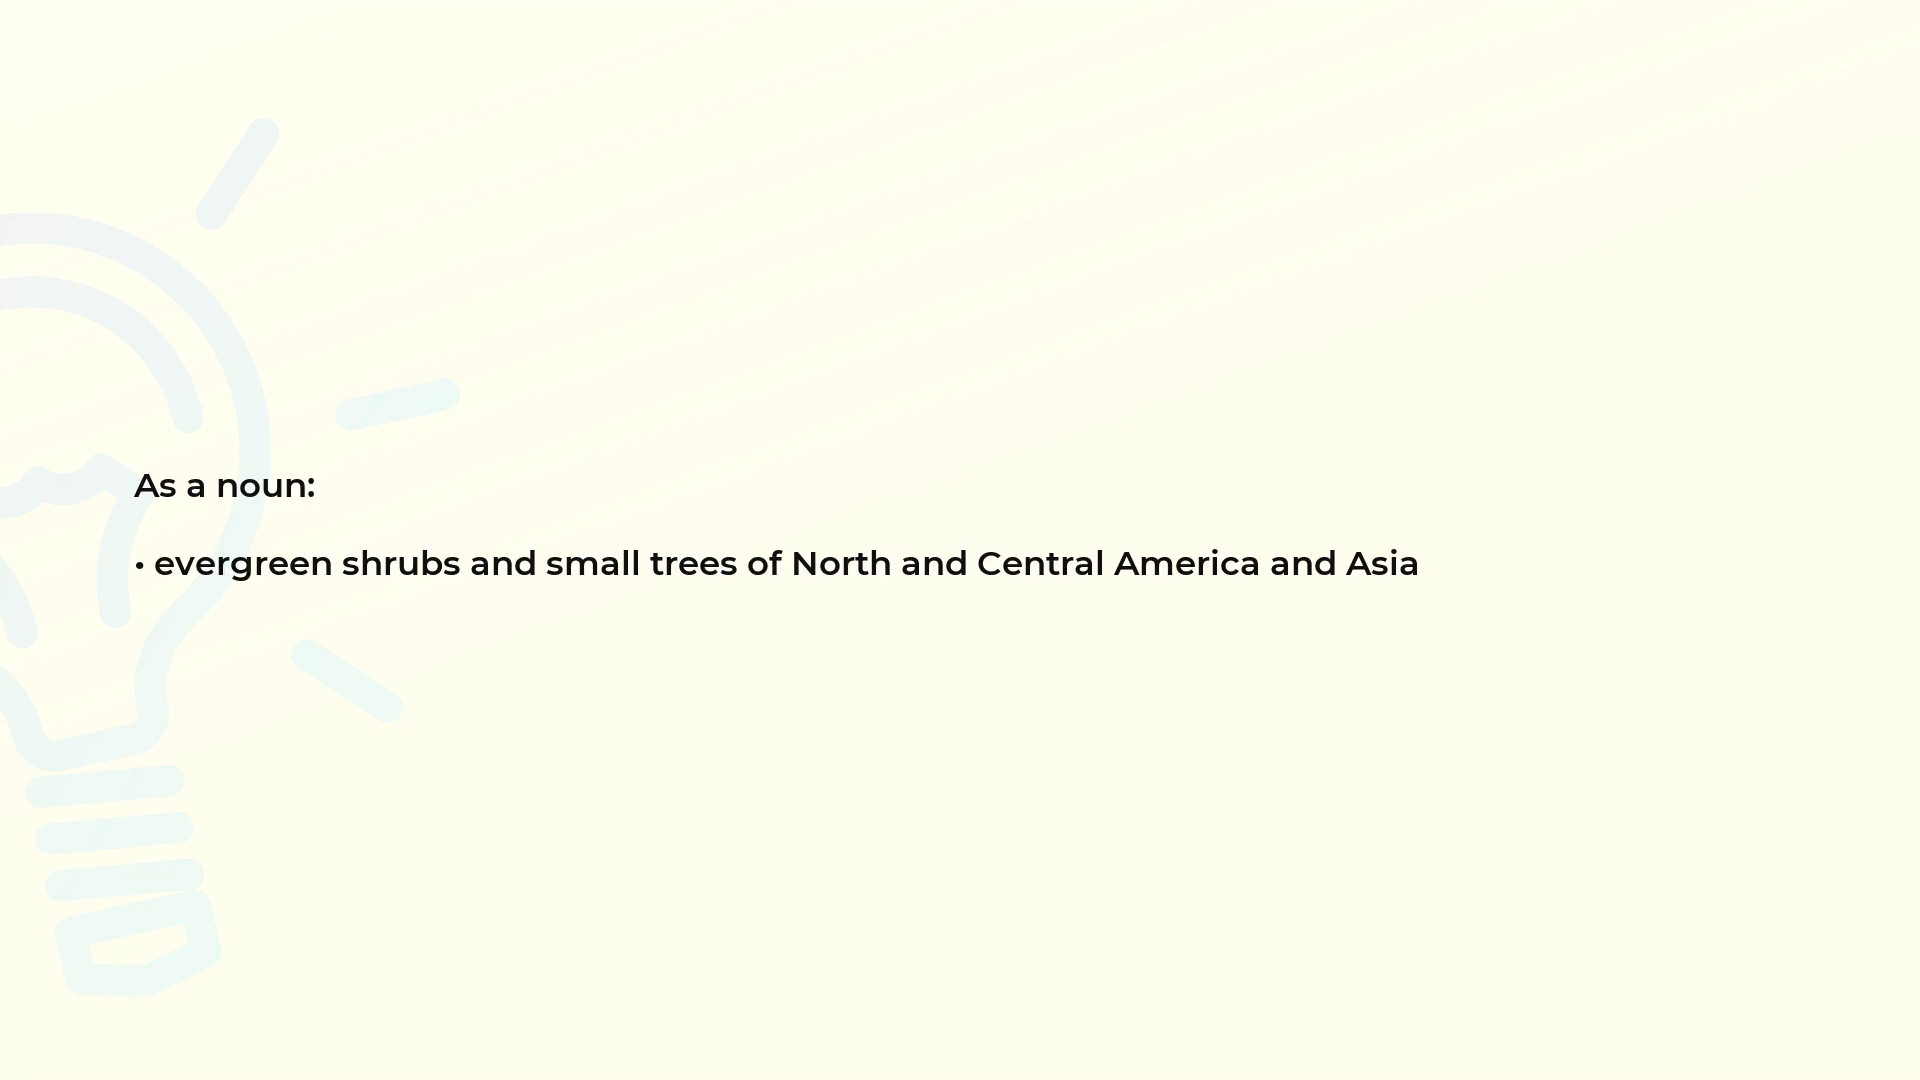 As a noun:
• evergreen shrubs and small trees of North and Central America and Asia